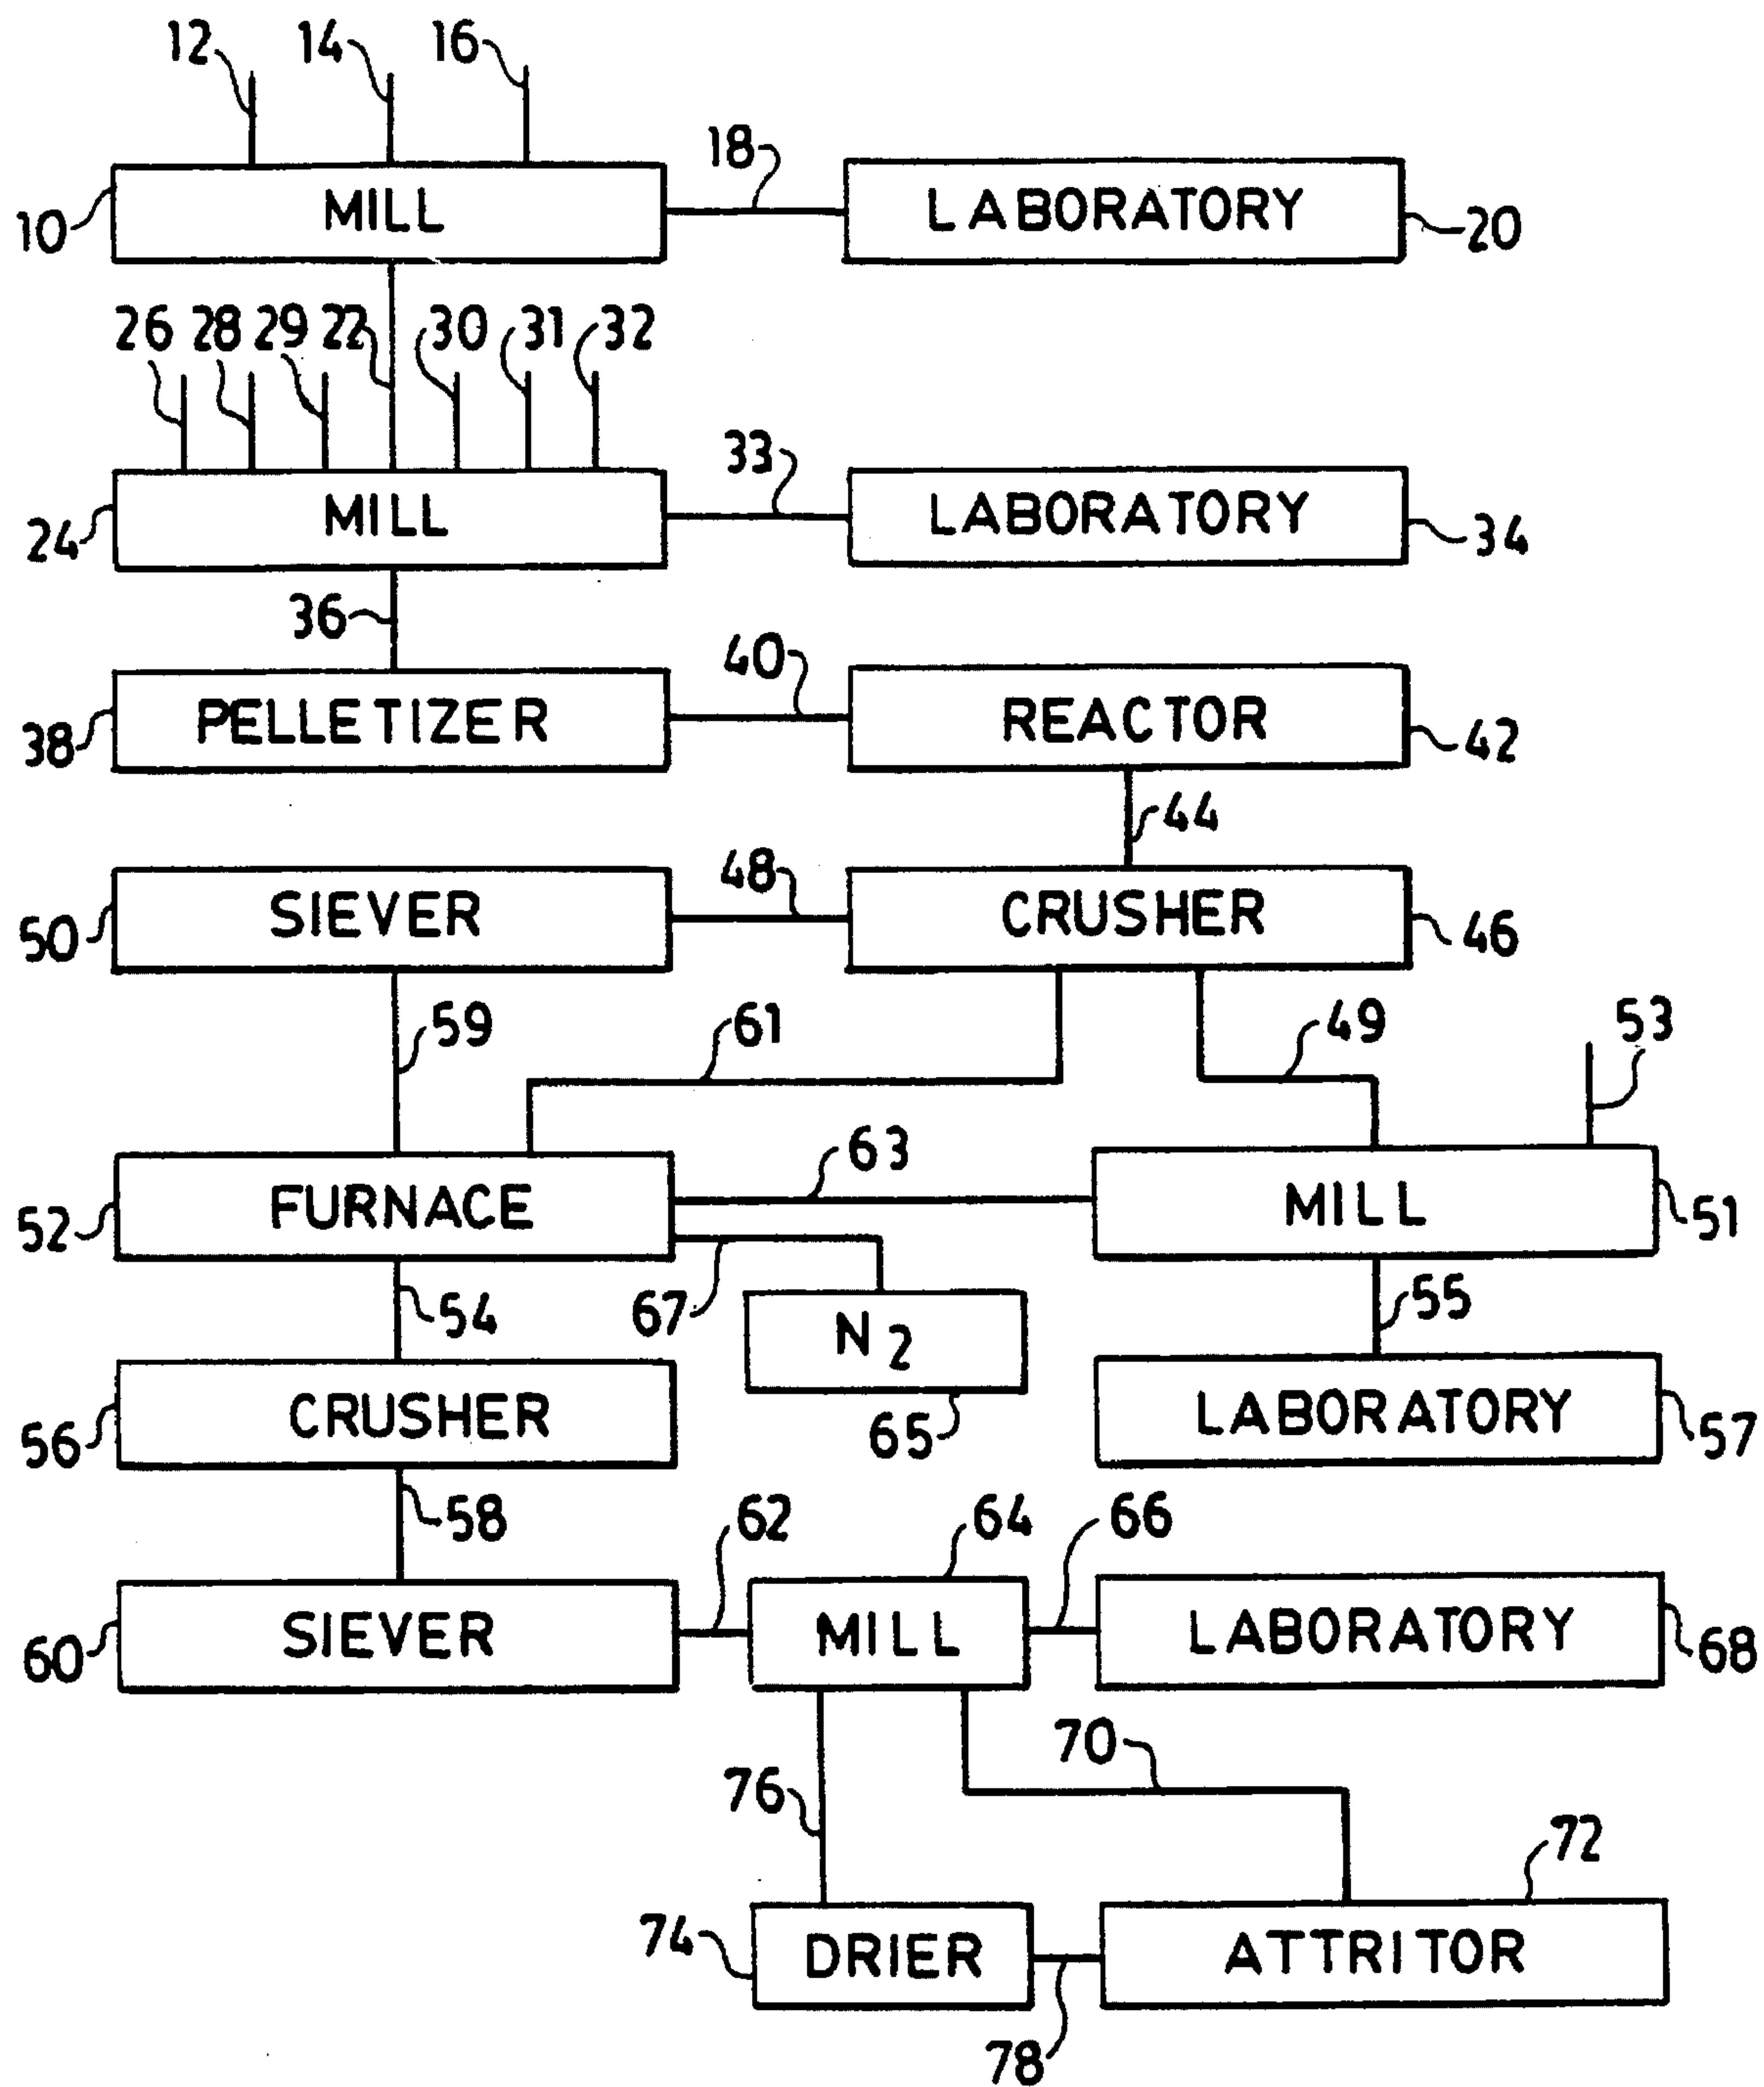 12 14 16
18
10 MILL LABORATORY 20
26 28 29 22 30 31 32
33
24 MILL LABORATORY 34
36
40
38 PELLETIZER REACTOR 42
44
48
50 SIEVER CRUSHER 46
59 61 49 53
63
52 FURNACE MILL 51
54 67 N2 55
56 CRUSHER 65 LABORATORY 57
58 62 64 66
60 SIEVER MILL LABORATORY 68
70
76
72
74 DRIER ATTRITOR
78